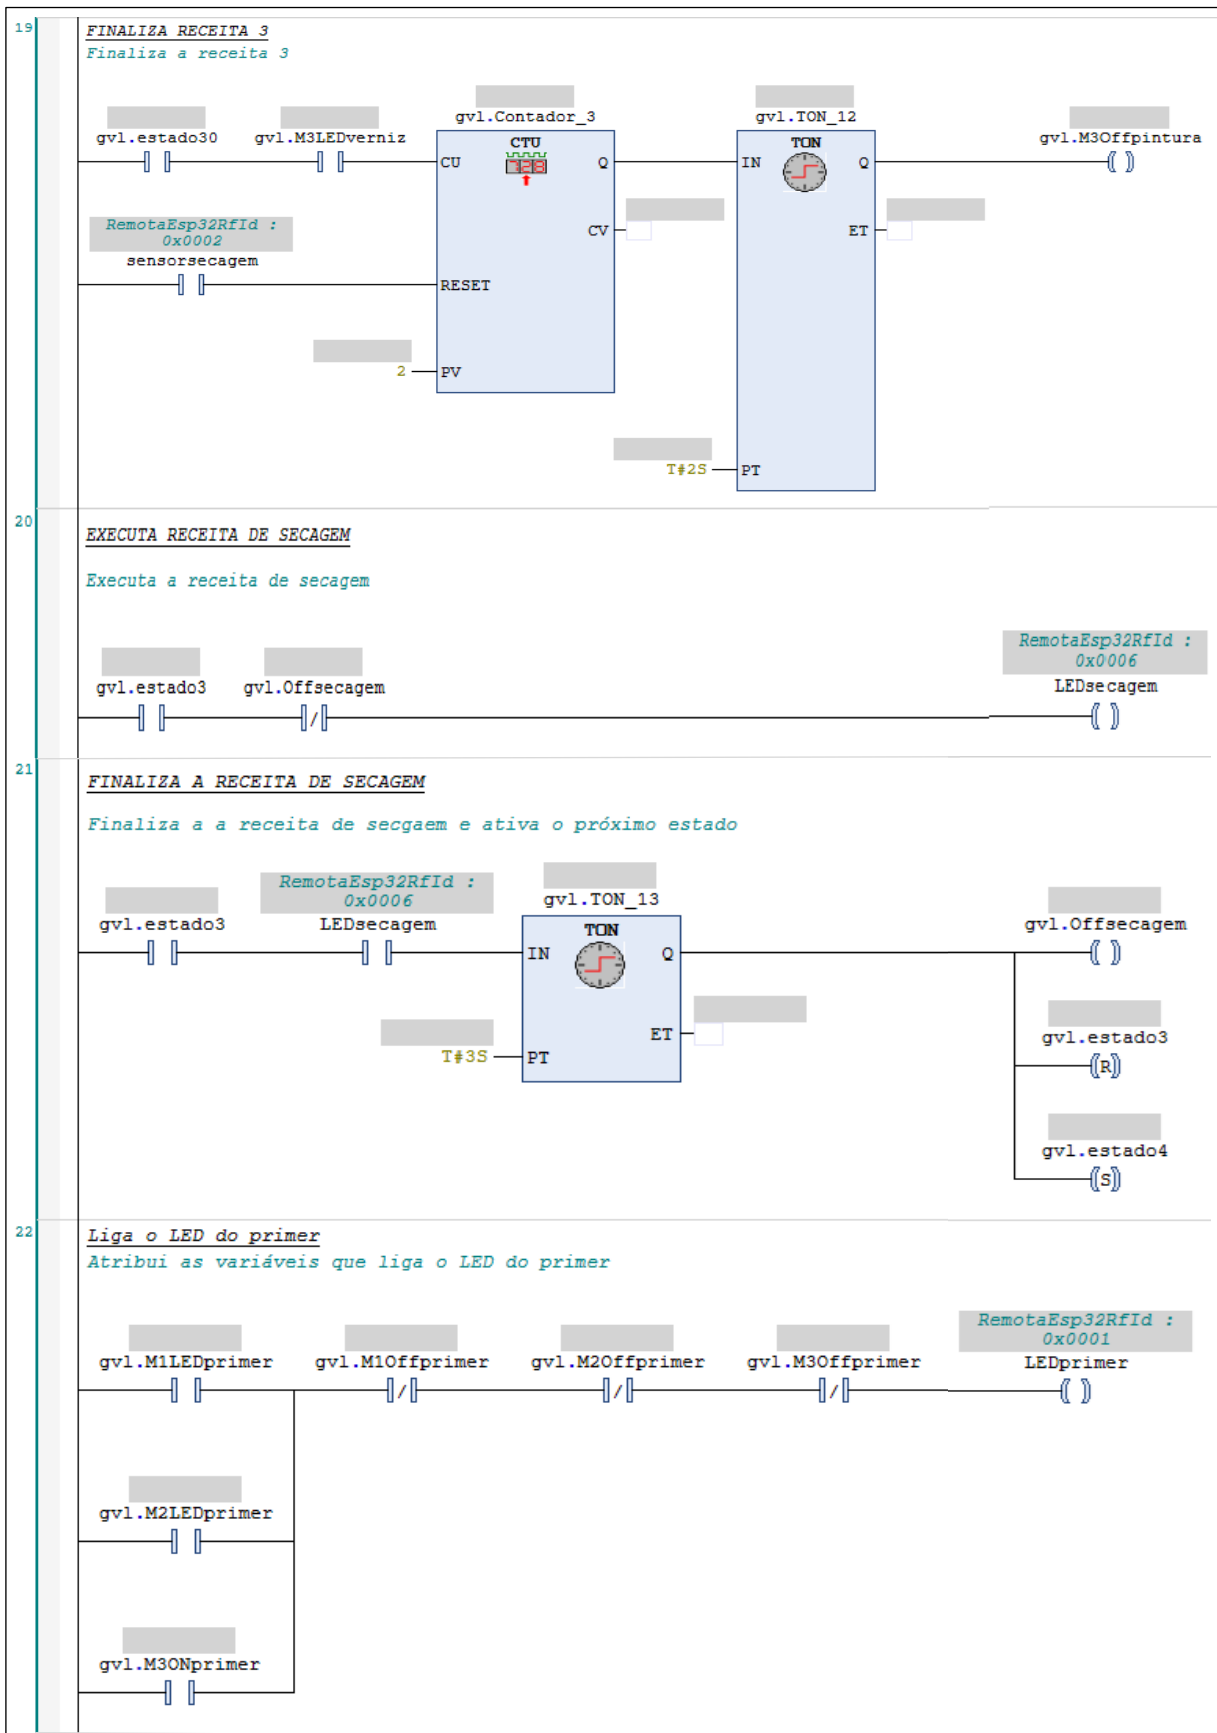 19
FINALIZA RECEITA 3
Finaliza a receita 3
gvl.estado30
gvl.M3LEDverniz
gvl.Contador_3
gvl.TON_12
gvl.M3Offpintura
CTU
TON
CU
Q
IN
Q
RemotaEsp32RfId :
0x0002
sensorsecagem
CV
ET
RESET
2
PV
T#2S
PT
20
EXECUTA RECEITA DE SECAGEM
Executa a receita de secagem
RemotaEsp32RfId :
0x0006
gvl.estado3
gvl.Offsecagem
LEDsecagem
21
FINALIZA A RECEITA DE SECAGEM
Finaliza a a receita de secgaem e ativa o próximo estado
RemotaEsp32RfId :
0x0006
gvl.TON_13
gvl.estado3
LEDsecagem
gvl.Offsecagem
TON
IN
Q
ET
gvl.estado3
R
T#3S
PT
gvl.estado4
S
22
Liga o LED do primer
Atribui as variáveis que liga o LED do primer
RemotaEsp32RfId :
0x0001
gvl.M1LEDprimer
gvl.M1Offprimer
gvl.M2Offprimer
gvl.M3Offprimer
LEDprimer
gvl.M2LEDprimer
gvl.M3ONprimer